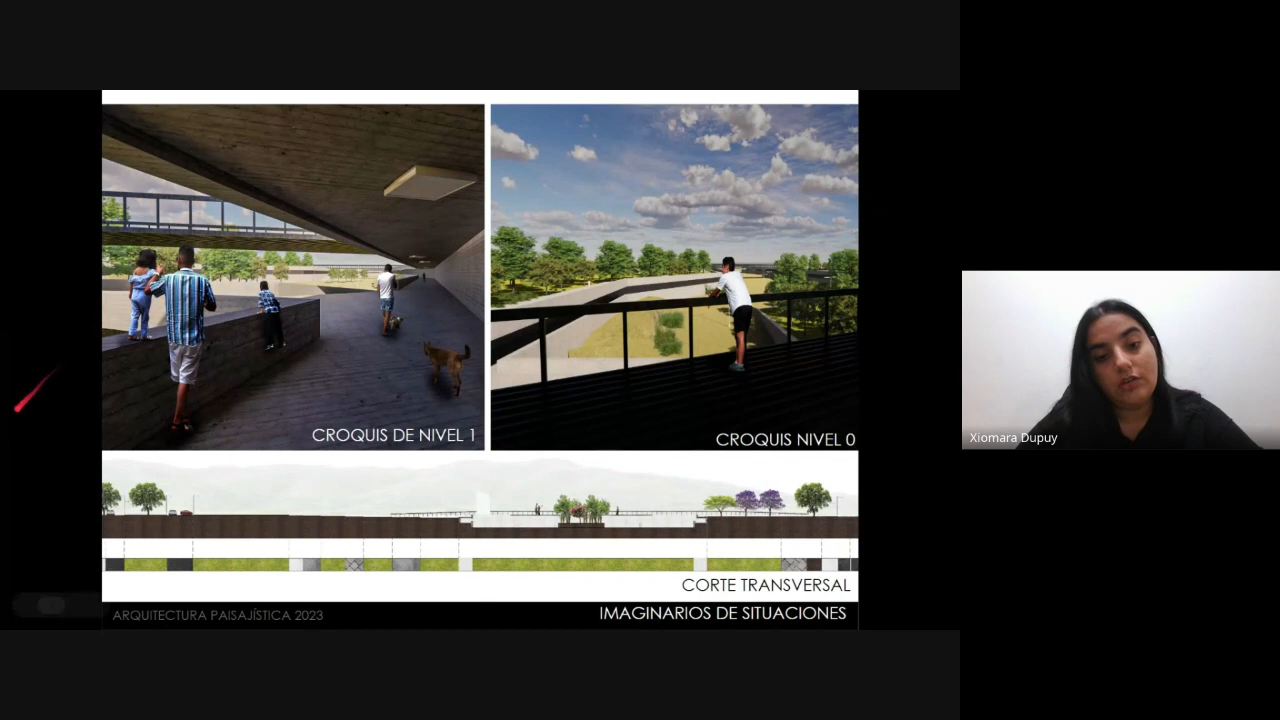 CROQUIS DE NIVEL 1
CROQUIS NIVEL 0
CORTE TRANSVERSAL
ARQUITECTURA PAISAJÍSTICA 2023
IMAGINARIOS DE SITUACIONES
Xiomara Dupuy